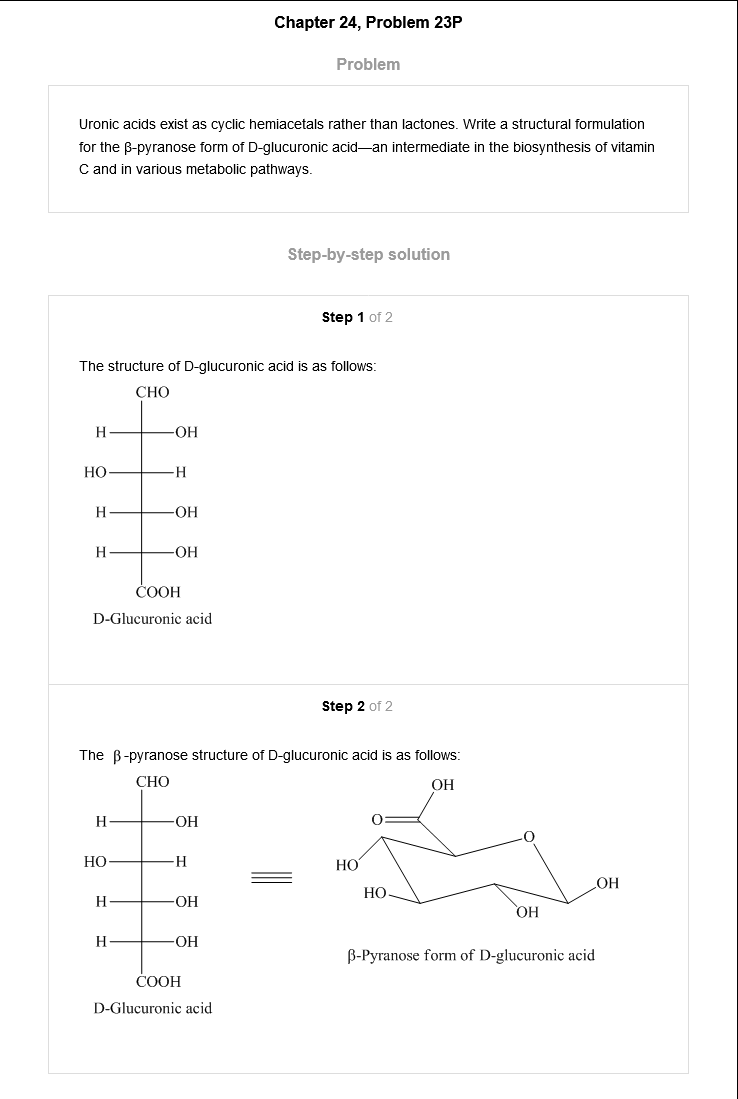 Chapter 24, Problem 23P
Problem
Uronic acids exist as cyclic hemiacetals rather than lactones. Write a structural formulation
for the β-pyranose form of D-glucuronic acid—an intermediate in the biosynthesis of vitamin
C and in various metabolic pathways.
Step-by-step solution
Step 1 of 2
The structure of D-glucuronic acid is as follows:
CHO
H OH
HO H
H OH
H OH
COOH
D-Glucuronic acid
Step 2 of 2
The β-pyranose structure of D-glucuronic acid is as follows:
CHO
H OH
HO H
H OH
H OH
COOH
D-Glucuronic acid
OH
O
O
HO
HO
OH
OH
β-Pyranose form of D-glucuronic acid